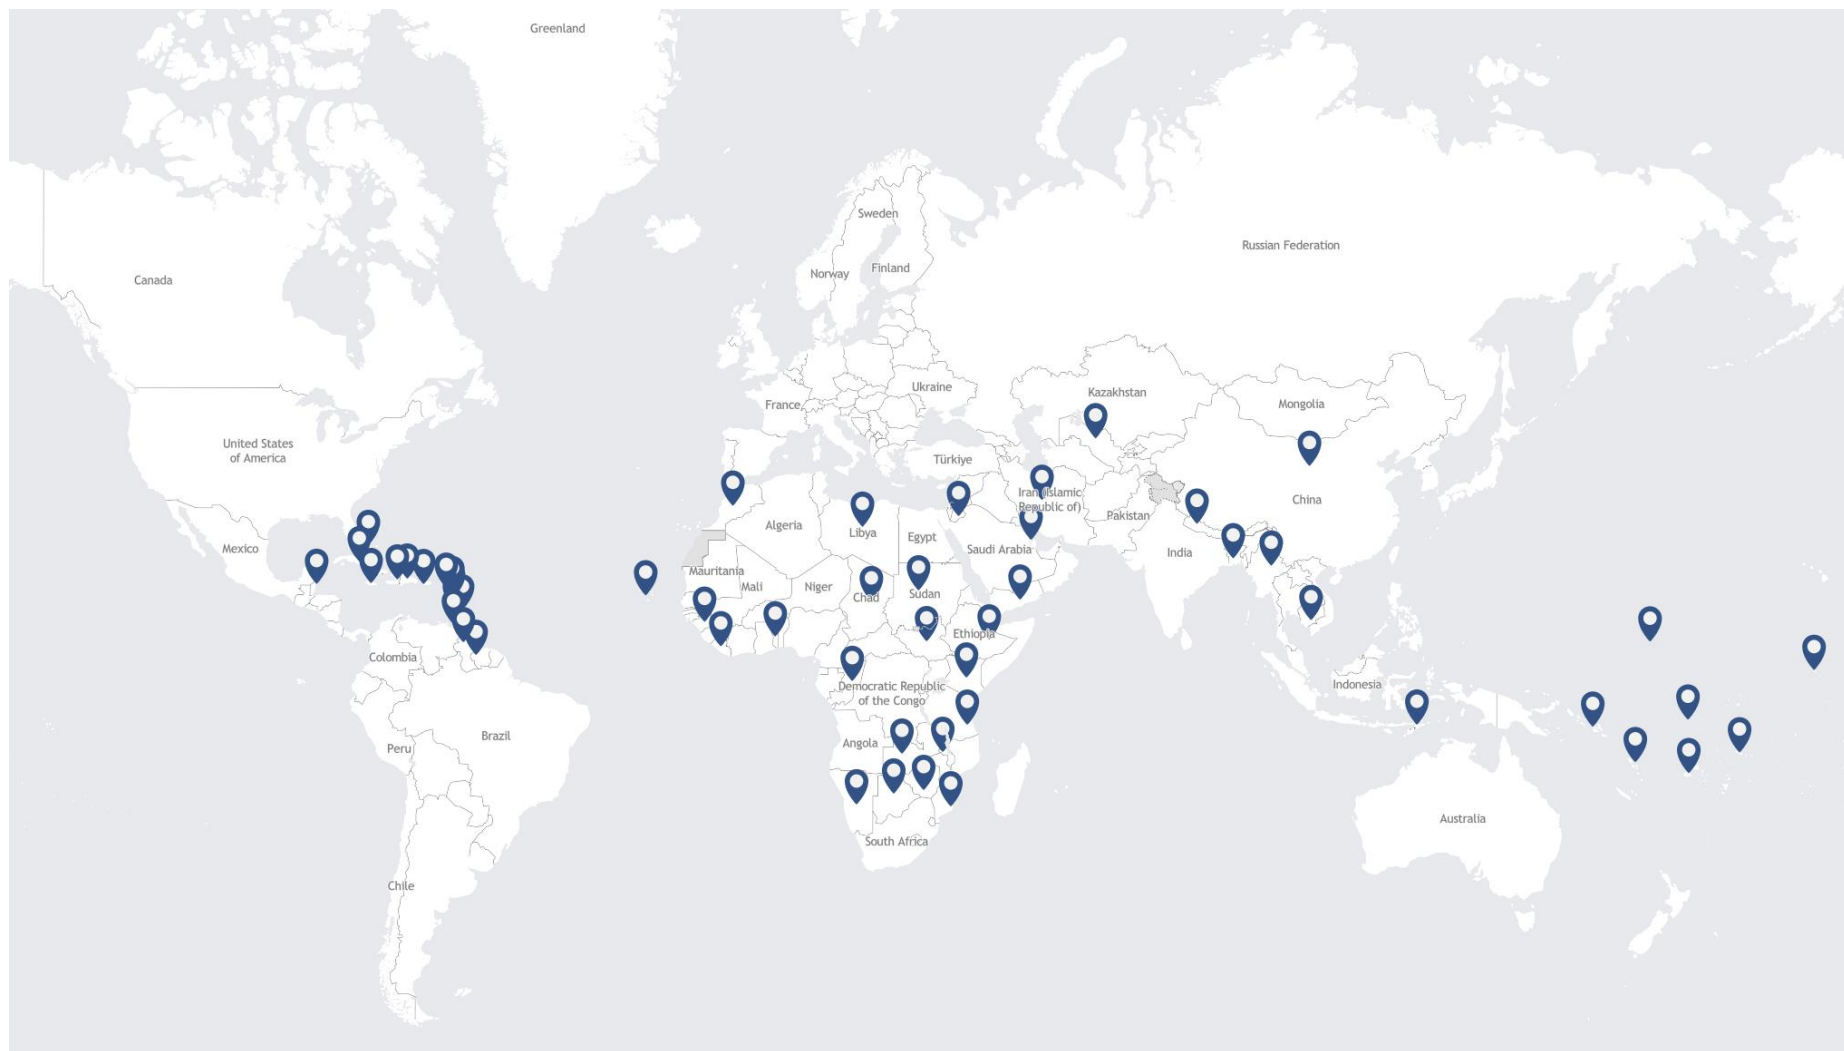 Greenland
Sweden
Russian Federation
Norway
Finland
Canada
Ukraine
France
Kazakhstan
Mongolia
United States
of America
Türkiye
Iran (Islamic
Republic of)
China
Pakistan
Algeria
Libya
Egypt
Mexico
Saudi Arabia
India
Mauritania
Mali
Niger
Chad
Sudan
Ethiopia
Colombia
Democratic Republic
of the Congo
Indonesia
Brazil
Peru
Angola
Australia
South Africa
Chile